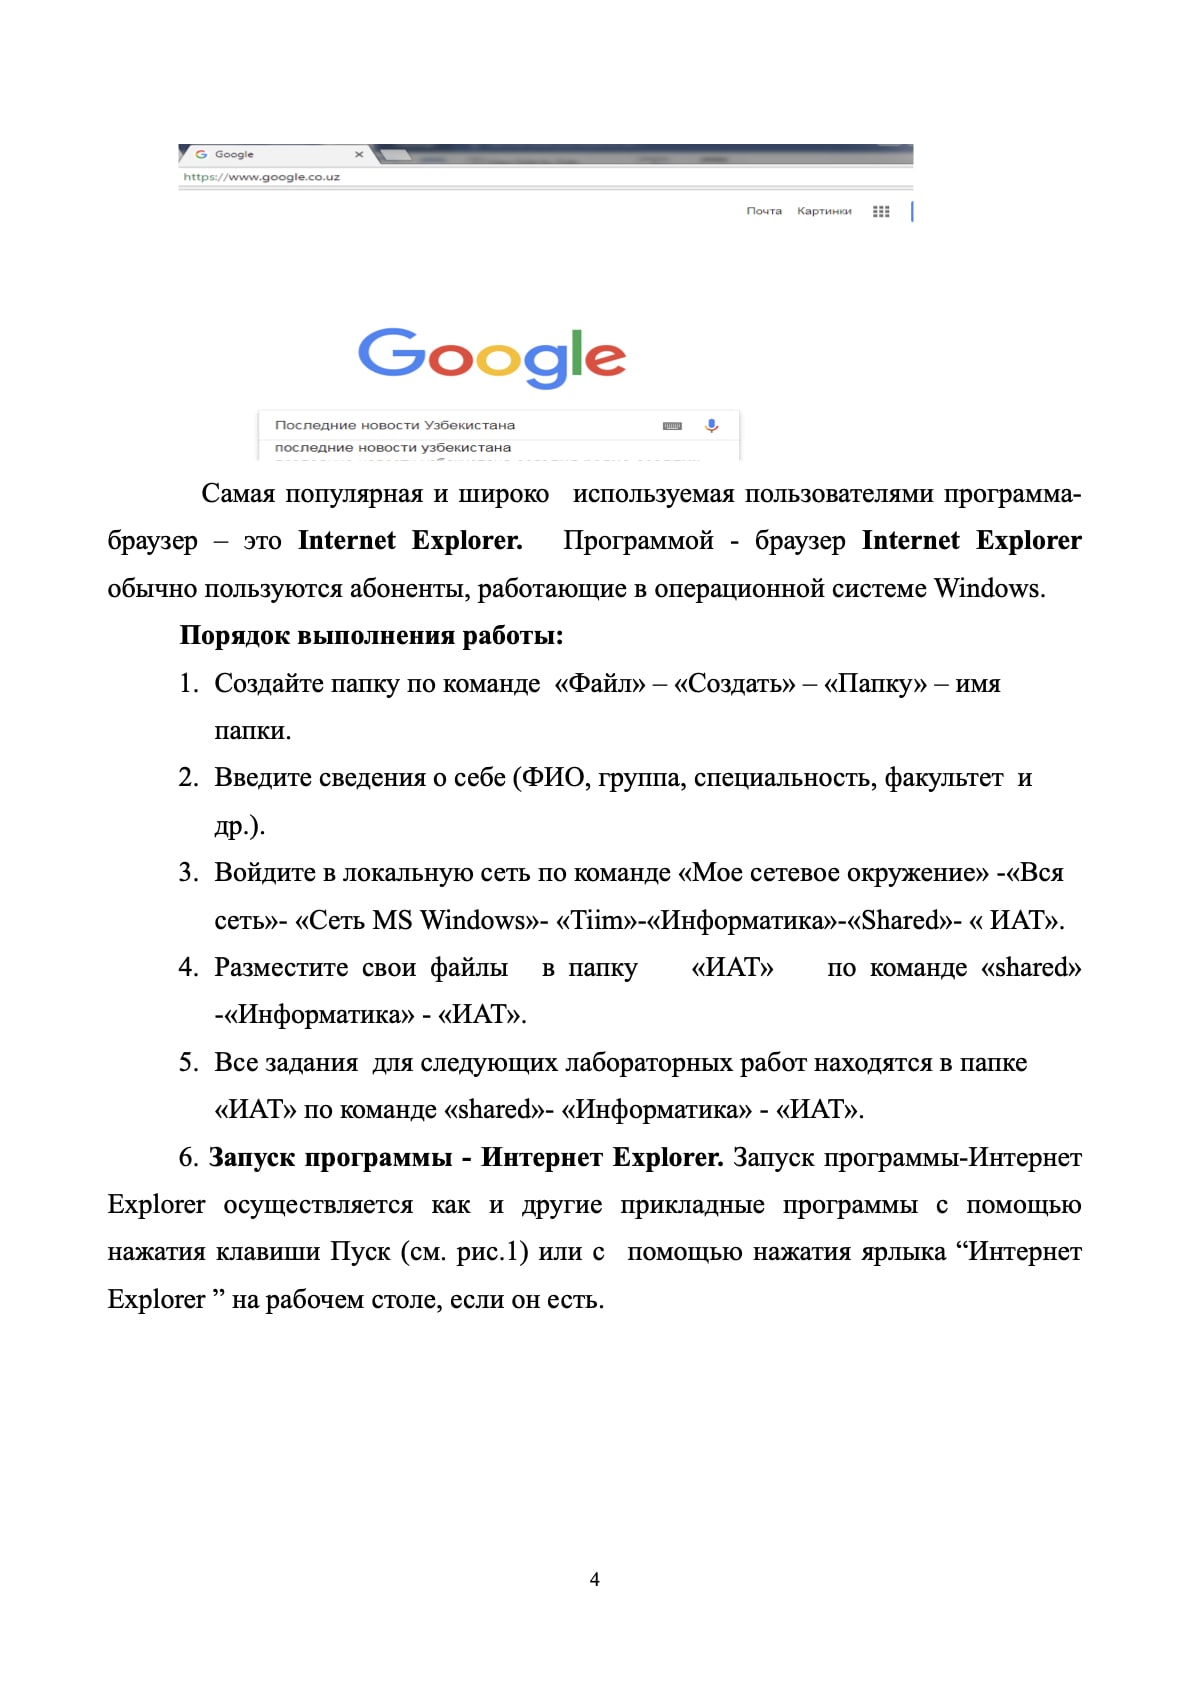 Google
https://www.google.co.uz
Почта Картинки
Google
Последние новости Узбекистана
последние новости узбекистана
Самая популярная и широко используемая пользователями программа-
браузер – это Internet Explorer. Программой - браузер Internet Explorer
обычно пользуются абоненты, работающие в операционной системе Windows.
Порядок выполнения работы:
1. Создайте папку по команде «Файл» – «Создать» – «Папку» – имя
папки.
2. Введите сведения о себе (ФИО, группа, специальность, факультет и
др.).
3. Войдите в локальную сеть по команде «Мое сетевое окружение» -«Вся
сеть»- «Сеть MS Windows»- «Tiim»-«Информатика»-«Shared»- « ИАТ».
4. Разместите свои файлы в папку «ИАТ» по команде «shared»
-«Информатика» - «ИАТ».
5. Все задания для следующих лабораторных работ находятся в папке
«ИАТ» по команде «shared»- «Информатика» - «ИАТ».
6. Запуск программы - Интернет Explorer. Запуск программы-Интернет
Explorer осуществляется как и другие прикладные программы с помощью
нажатия клавиши Пуск (см. рис.1) или с помощью нажатия ярлыка “Интернет
Explorer ” на рабочем столе, если он есть.
4